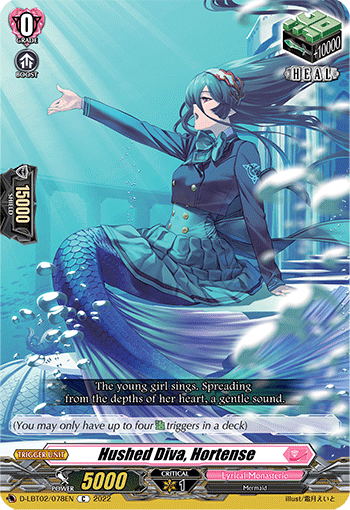 0
GRADE
BOOST
+10000
HEAL
15000
SHIELD
The young girl sings. Spreading
from the depths of her heart, a gentle sound.
(You may only have up to four 治 triggers in a deck)
TRIGGER UNIT
Hushed Diva, Hortense
Lyrical Monasterio
Mermaid
POWER 5000
CRITICAL
1
D-LBT02/078EN C 2022
illust/霜月えいと